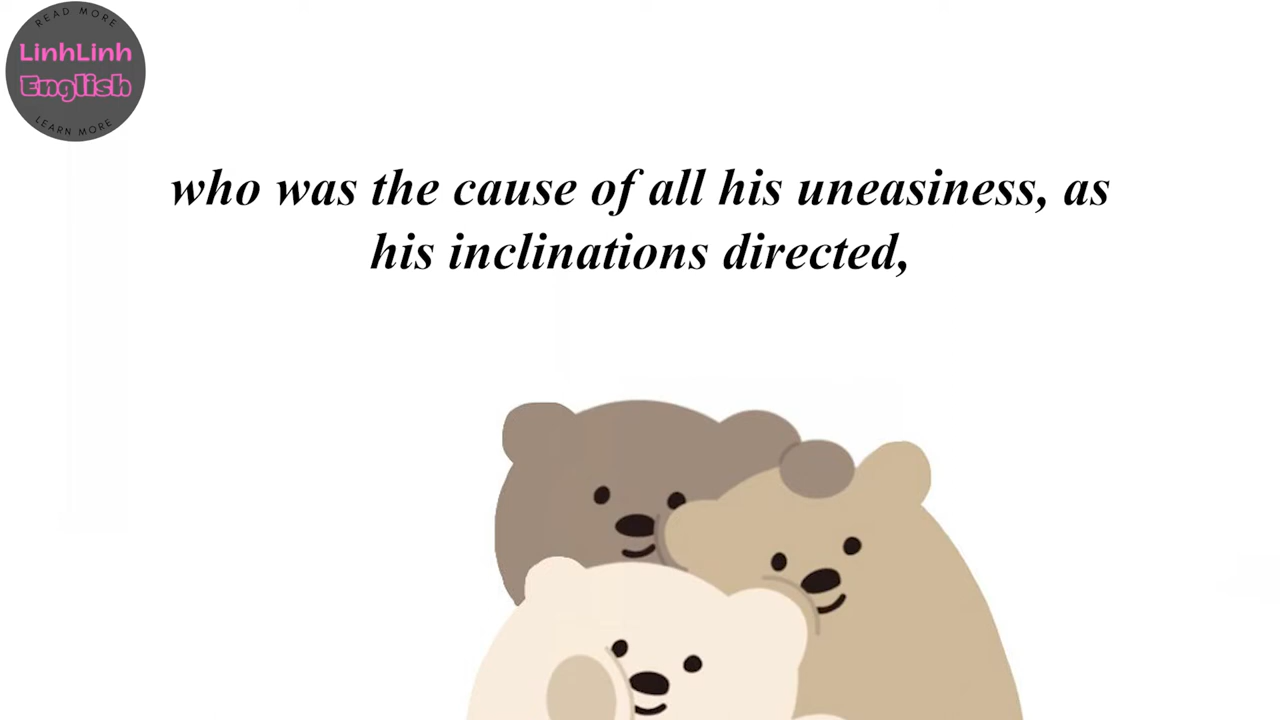 READ MORE
LinhLinh
English
LEARN MORE
who was the cause of all his uneasiness, as
his inclinations directed,